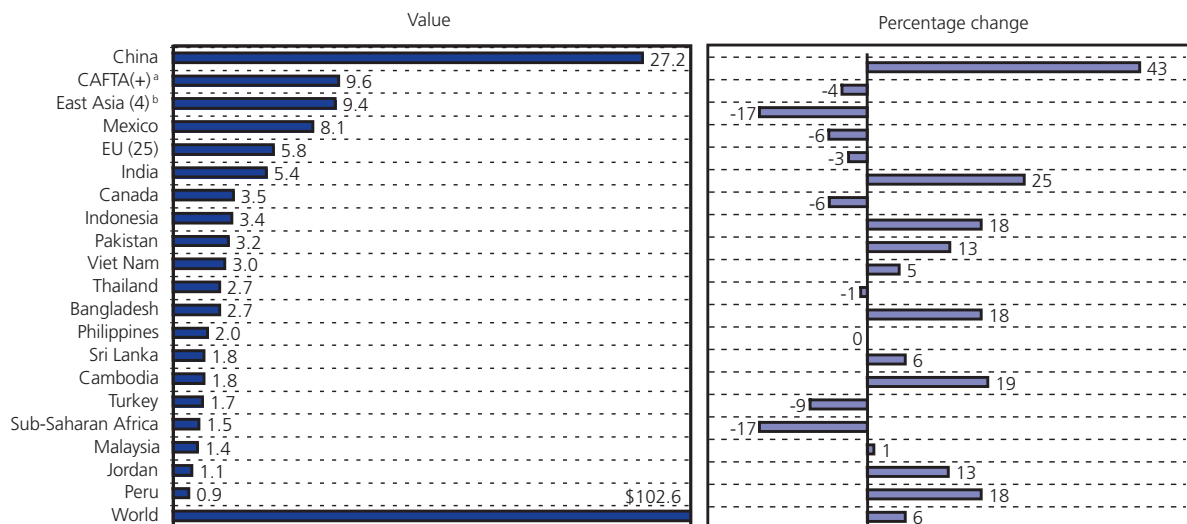 Value Percentage change
China 27.2 43
CAFTA(+) a 9.6 -4
East Asia (4) b 9.4 -17
Mexico 8.1 -6
EU (25) 5.8 -3
India 5.4 25
Canada 3.5 -6
Indonesia 3.4 18
Pakistan 3.2 13
Viet Nam 3.0 5
Thailand 2.7 -1
Bangladesh 2.7 18
Philippines 2.0 0
Sri Lanka 1.8 6
Cambodia 1.8 19
Turkey 1.7 -9
Sub-Saharan Africa 1.5 -17
Malaysia 1.4 1
Jordan 1.1 13
Peru 0.9 18
World $102.6 6